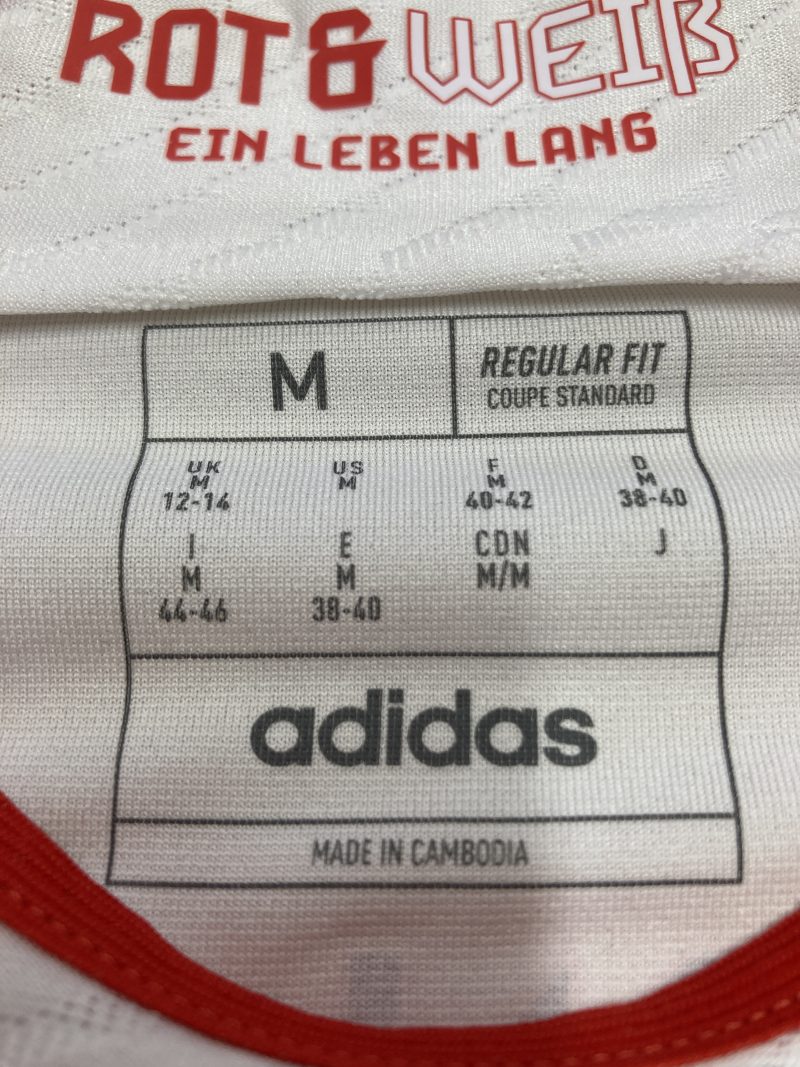 ROT & WEIß
EIN LEBEN LANG
M
REGULAR FIT
COUPE STANDARD
UK
M
12-14
US
M
F
M
40-42
D
M
38-40
I
M
44-46
E
M
38-40
CDN
M/M
J
adidas
MADE IN CAMBODIA